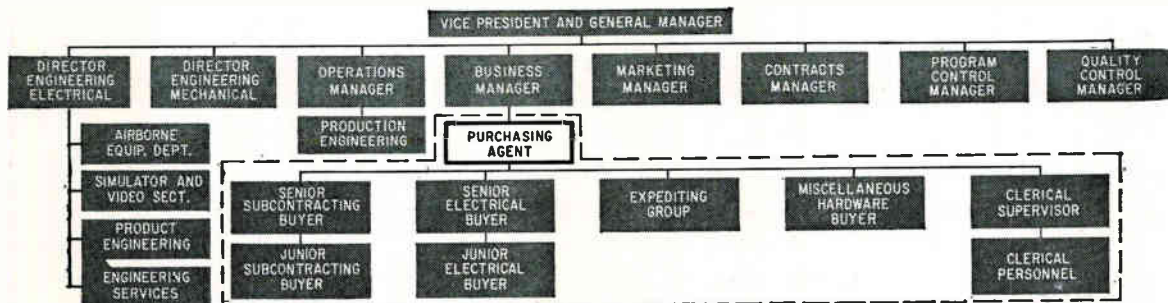 VICE PRESIDENT AND GENERAL MANAGER
DIRECTOR
ENGINEERING
ELECTRICAL
DIRECTOR
ENGINEERING
MECHANICAL
OPERATIONS
MANAGER
BUSINESS
MANAGER
MARKETING
MANAGER
CONTRACTS
MANAGER
PROGRAM
CONTROL
MANAGER
QUALITY
CONTROL
MANAGER
AIRBORNE
EQUIP. DEPT.
SIMULATOR AND
VIDEO SECT.
PRODUCT
ENGINEERING
ENGINEERING
SERVICES
PRODUCTION
ENGINEERING
PURCHASING
AGENT
SENIOR
SUBCONTRACTING
BUYER
JUNIOR
SUBCONTRACTING
BUYER
SENIOR
ELECTRICAL
BUYER
JUNIOR
ELECTRICAL
BUYER
EXPEDITING
GROUP
MISCELLANEOUS
HARDWARE
BUYER
CLERICAL
SUPERVISOR
CLERICAL
PERSONNEL